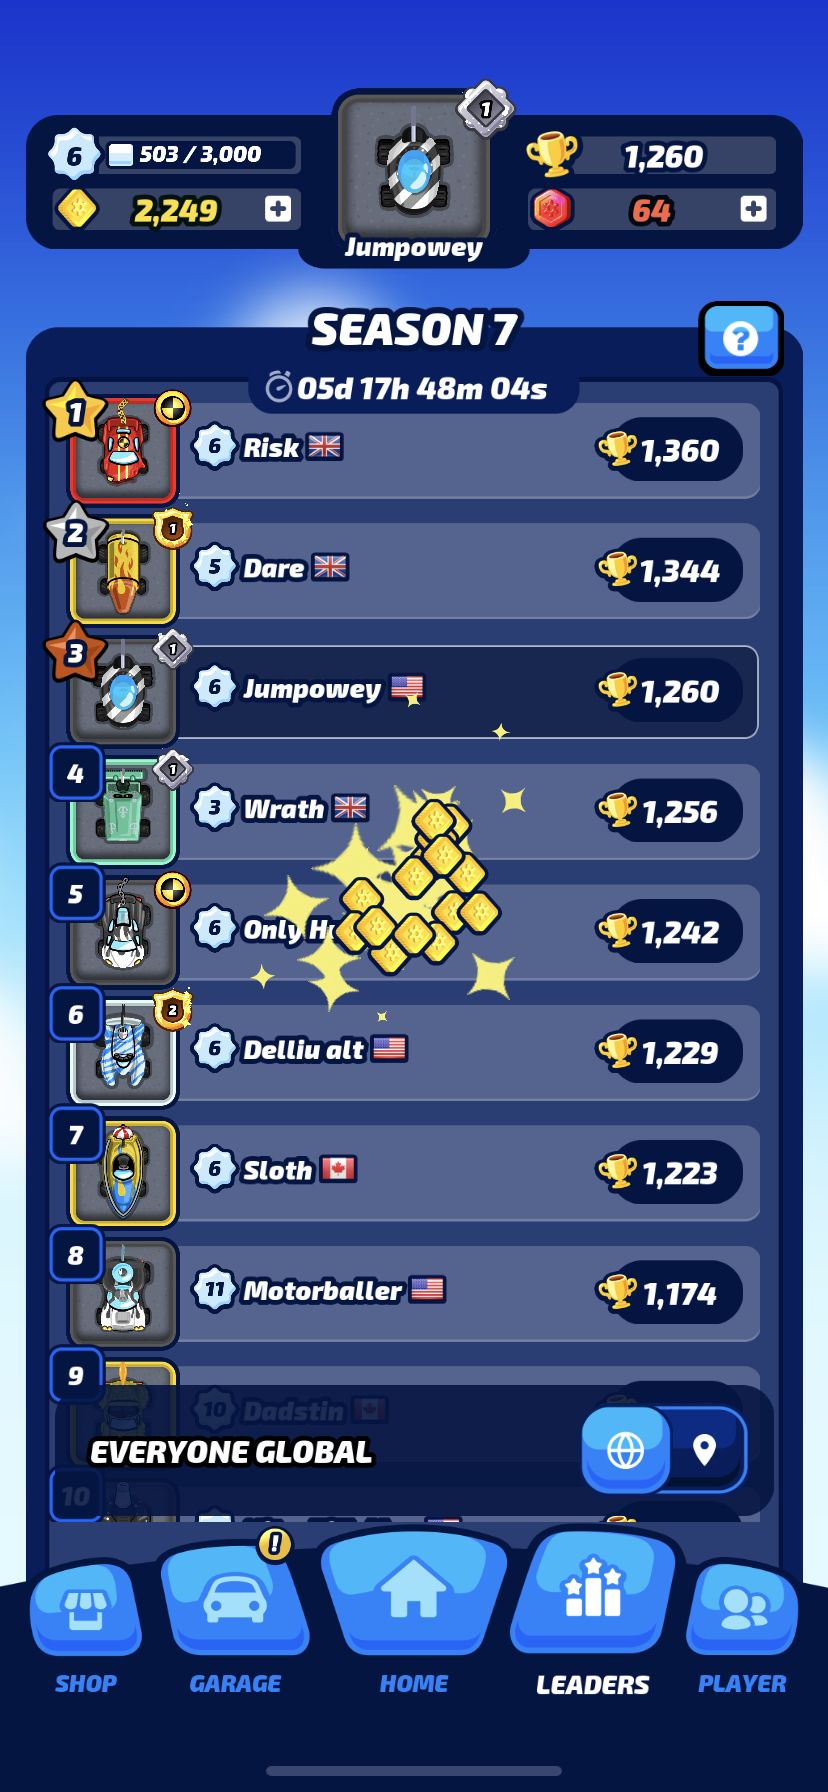 1
6 503 / 3,000 1,260
2,249 + 64 +
Jumpowey
SEASON 7 ?
05d 17h 48m 04s
1 6 Risk 1,360
2 1 5 Dare 1,344
3 1 6 Jumpowey 1,260
4 1 3 Wrath 1,256
5 6 Only 1,242
6 2 6 Delliu alt 1,229
7 6 Sloth 1,223
8 11 Motorballer 1,174
9 10 Dadstin
EVERYONE GLOBAL
10
!
SHOP GARAGE HOME LEADERS PLAYER